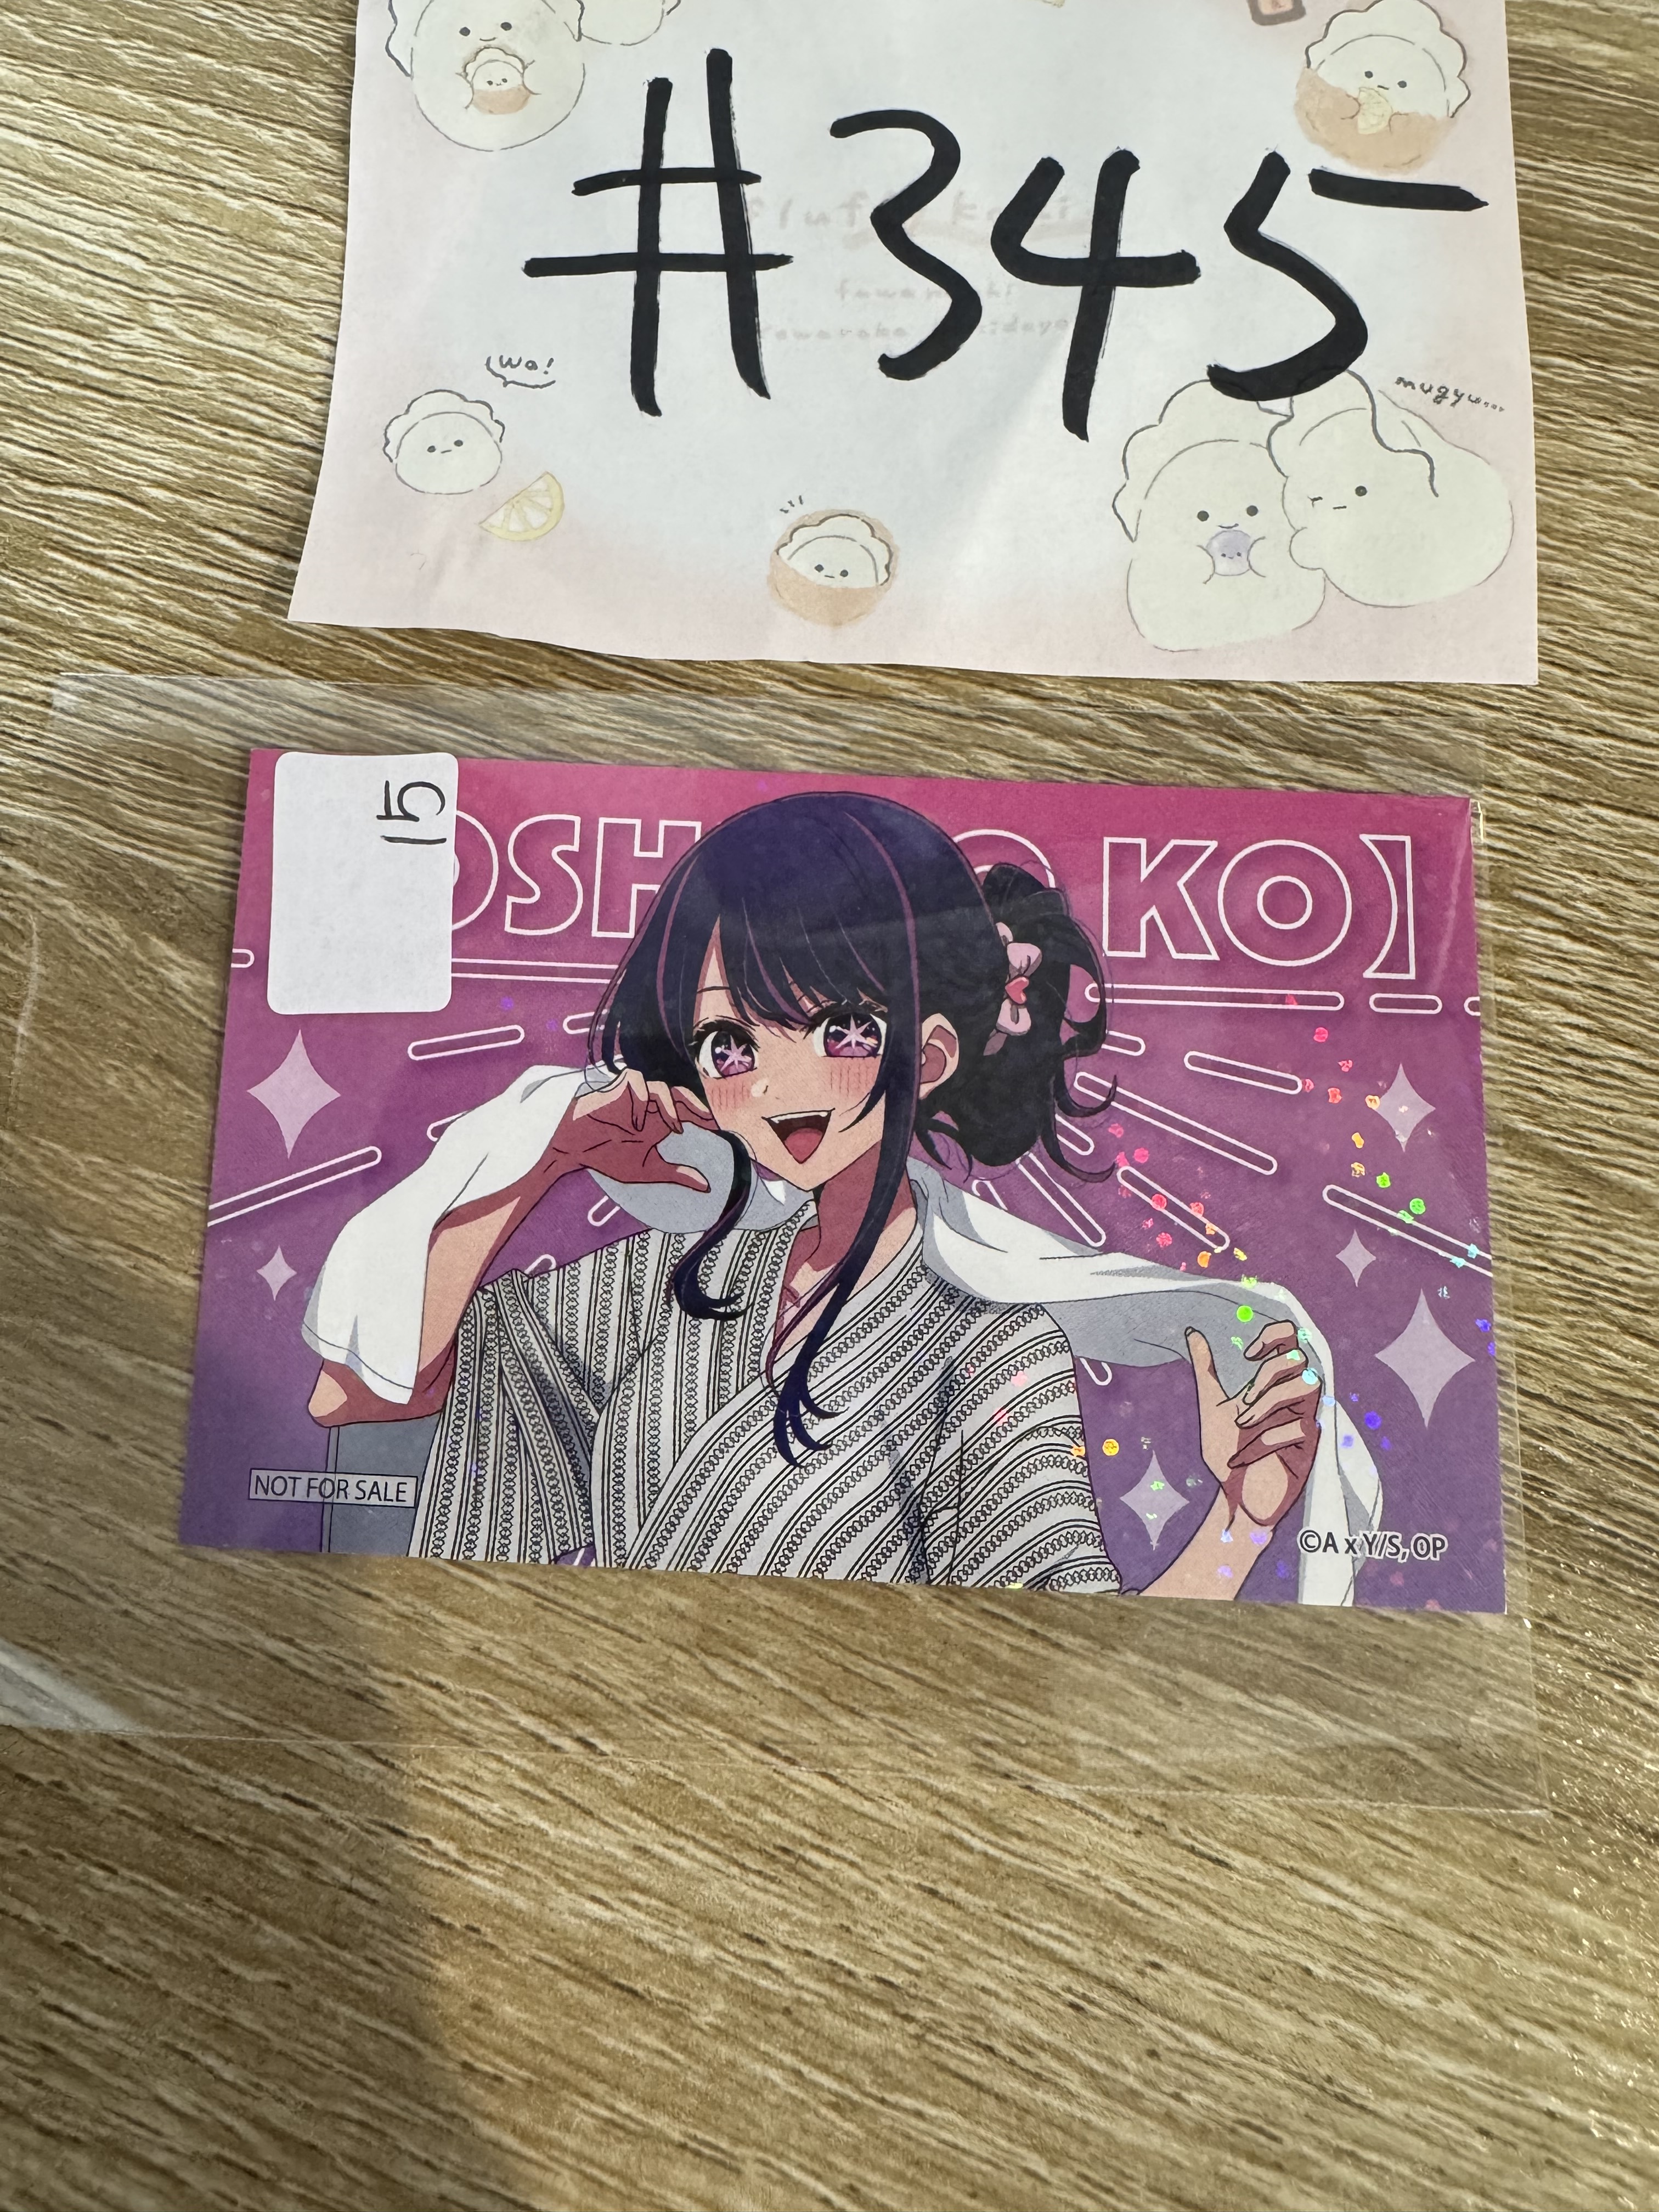 #345
wa!
mugyu...
15
OSH KO】
NOT FOR SALE
©A x Y/S, OP